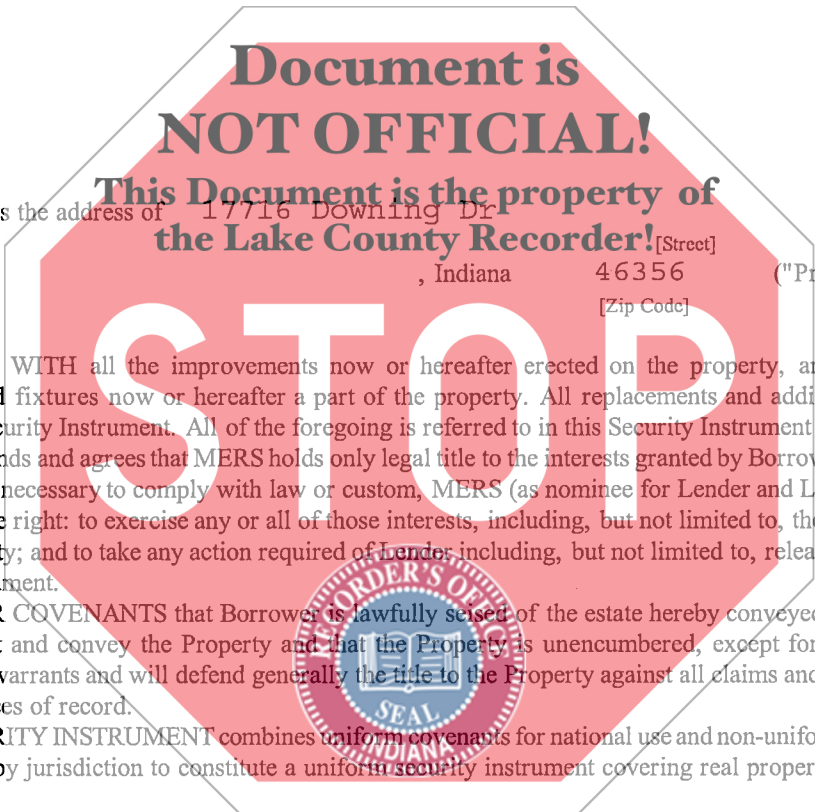 Document is
NOT OFFICIAL!
This Document is the property of
the Lake County Recorder!
s the address of 17716 Downing Dr
[Street]
, Indiana 46356 ("Pr
[Zip Code]
STOP
WITH all the improvements now or hereafter erected on the property, an
d fixtures now or hereafter a part of the property. All replacements and addi
curity Instrument. All of the foregoing is referred to in this Security Instrument
nds and agrees that MERS holds only legal title to the interests granted by Borrow
necessary to comply with law or custom, MERS (as nominee for Lender and L
e right: to exercise any or all of those interests, including, but not limited to, the
ty; and to take any action required of Lender including, but not limited to, relea
ment.
R COVENANTS that Borrower is lawfully seised of the estate hereby conveyed
t and convey the Property and that the Property is unencumbered, except for
warrants and will defend generally the title to the Property against all claims and
es of record.
RITY INSTRUMENT combines uniform covenants for national use and non-unifo
by jurisdiction to constitute a uniform security instrument covering real proper
RECORDER'S OFFICE
SEAL
INDIANA